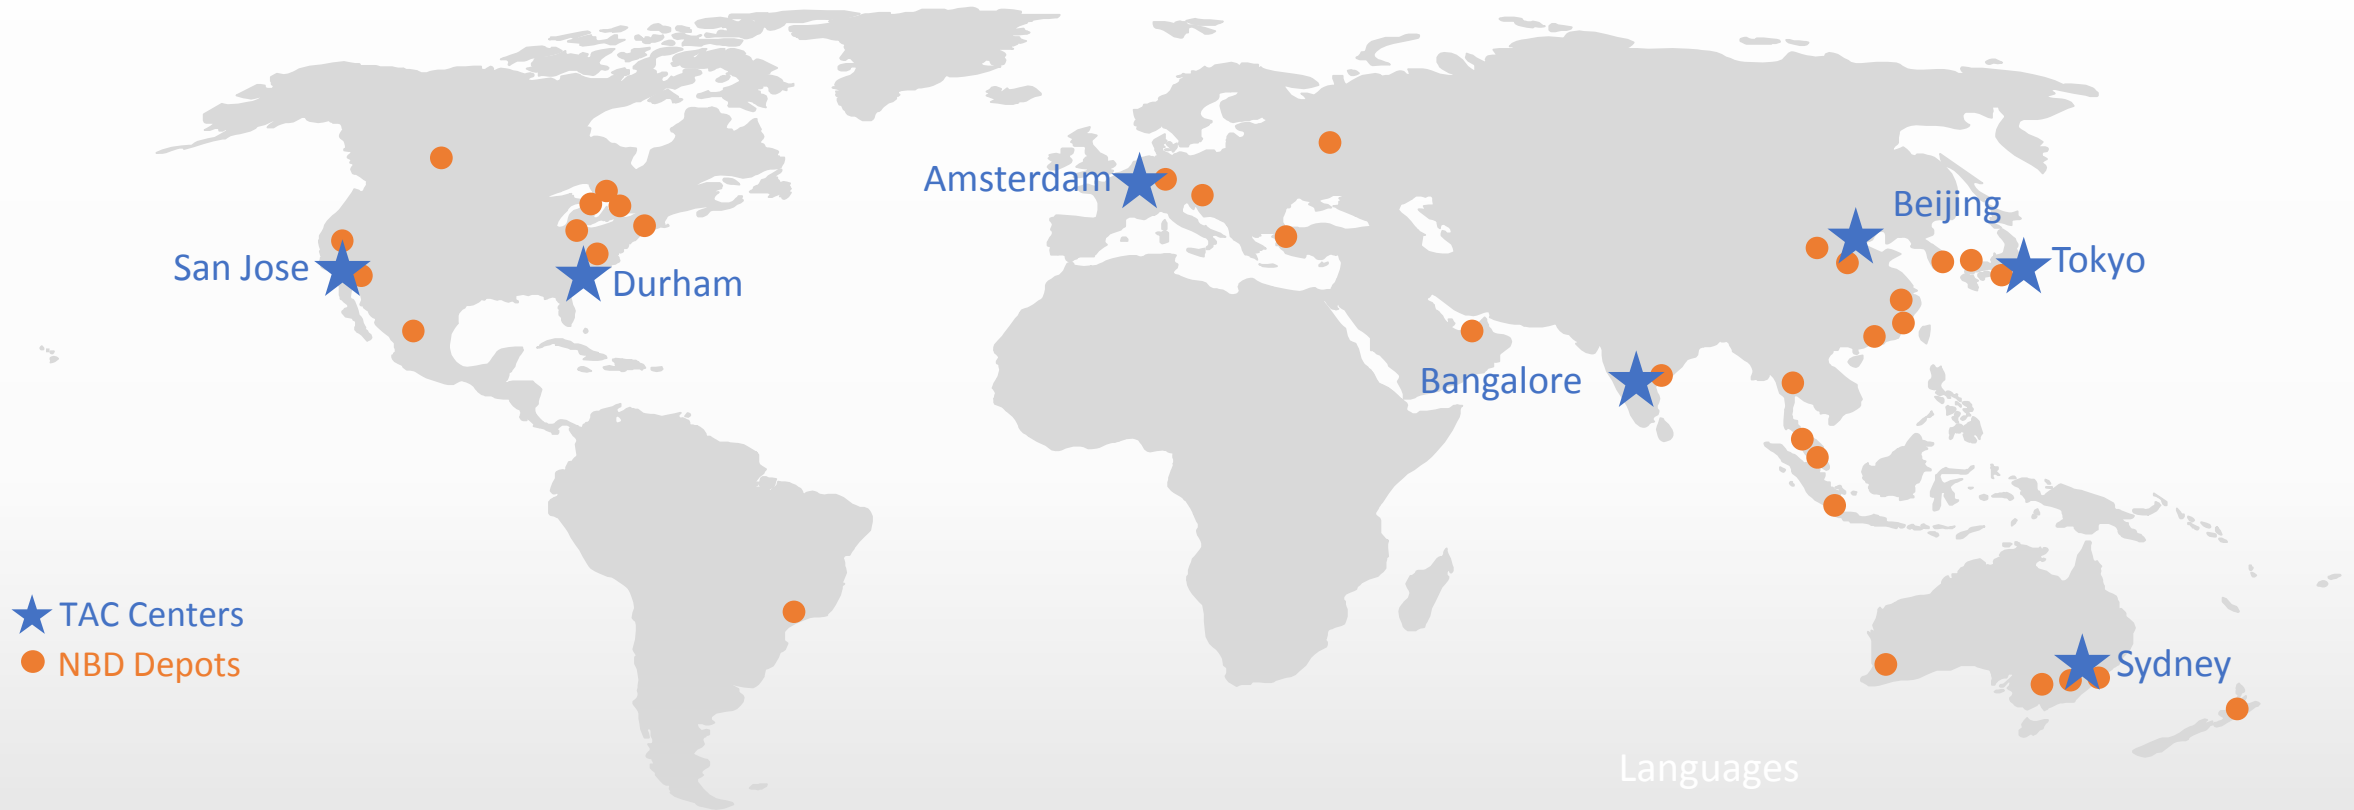 Amsterdam
Beijing
San Jose
Durham
Tokyo
Bangalore
TAC Centers
NBD Depots
Sydney
Languages